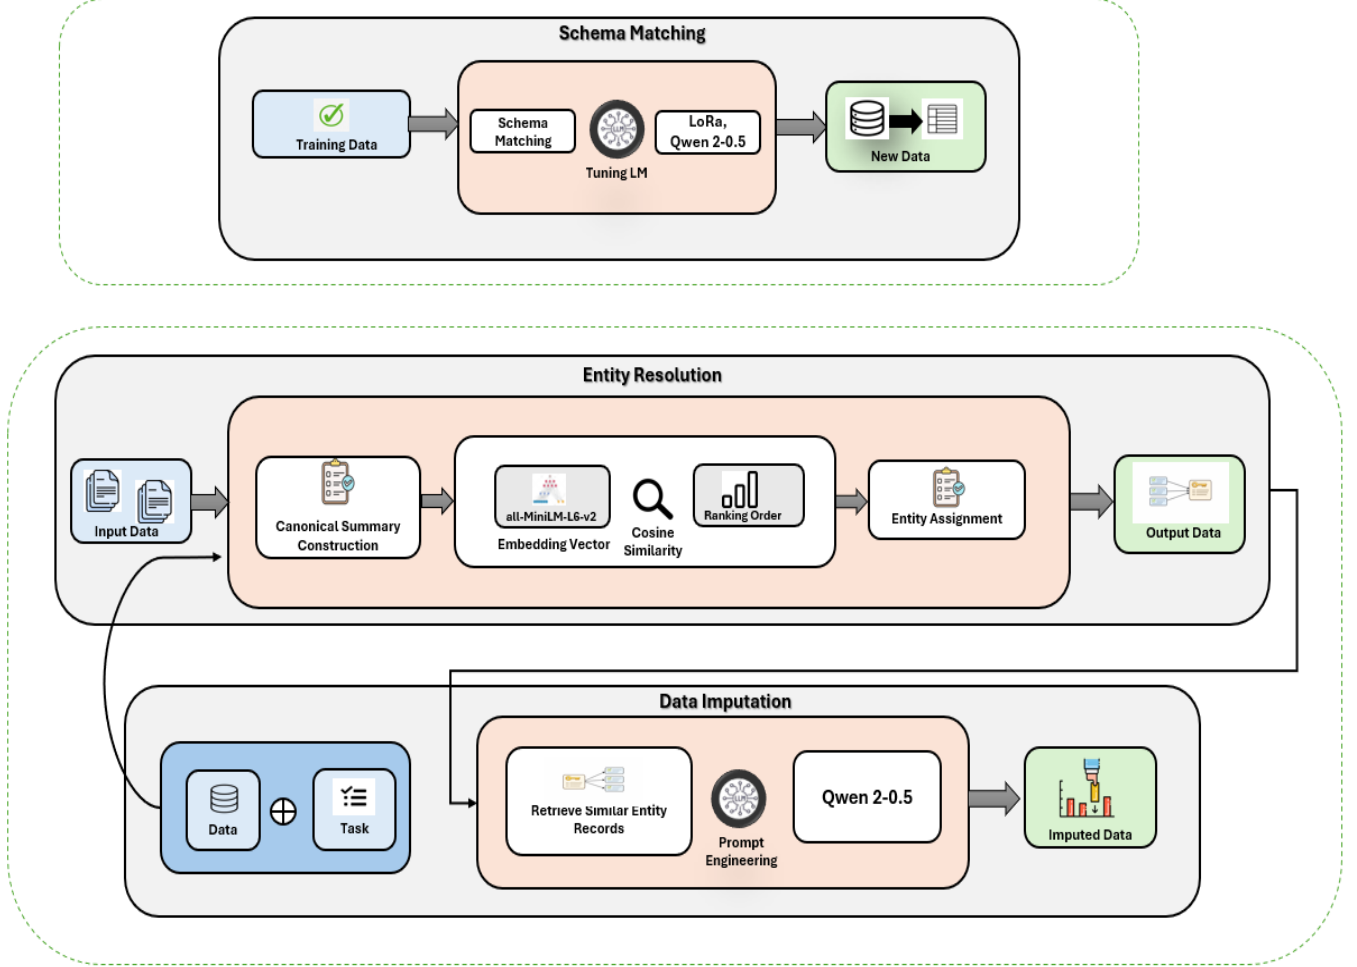 Schema Matching
Training Data
Schema
Matching
LLM
Tuning LM
LoRa,
Qwen 2-0.5
New Data
Entity Resolution
Input Data
Canonical Summary
Construction
all-MiniLM-L6-v2
Embedding Vector
Cosine
Similarity
Ranking Order
Entity Assignment
Output Data
Data Imputation
Data
Task
Retrieve Similar Entity
Records
LLM
Prompt
Engineering
Qwen 2-0.5
Imputed Data